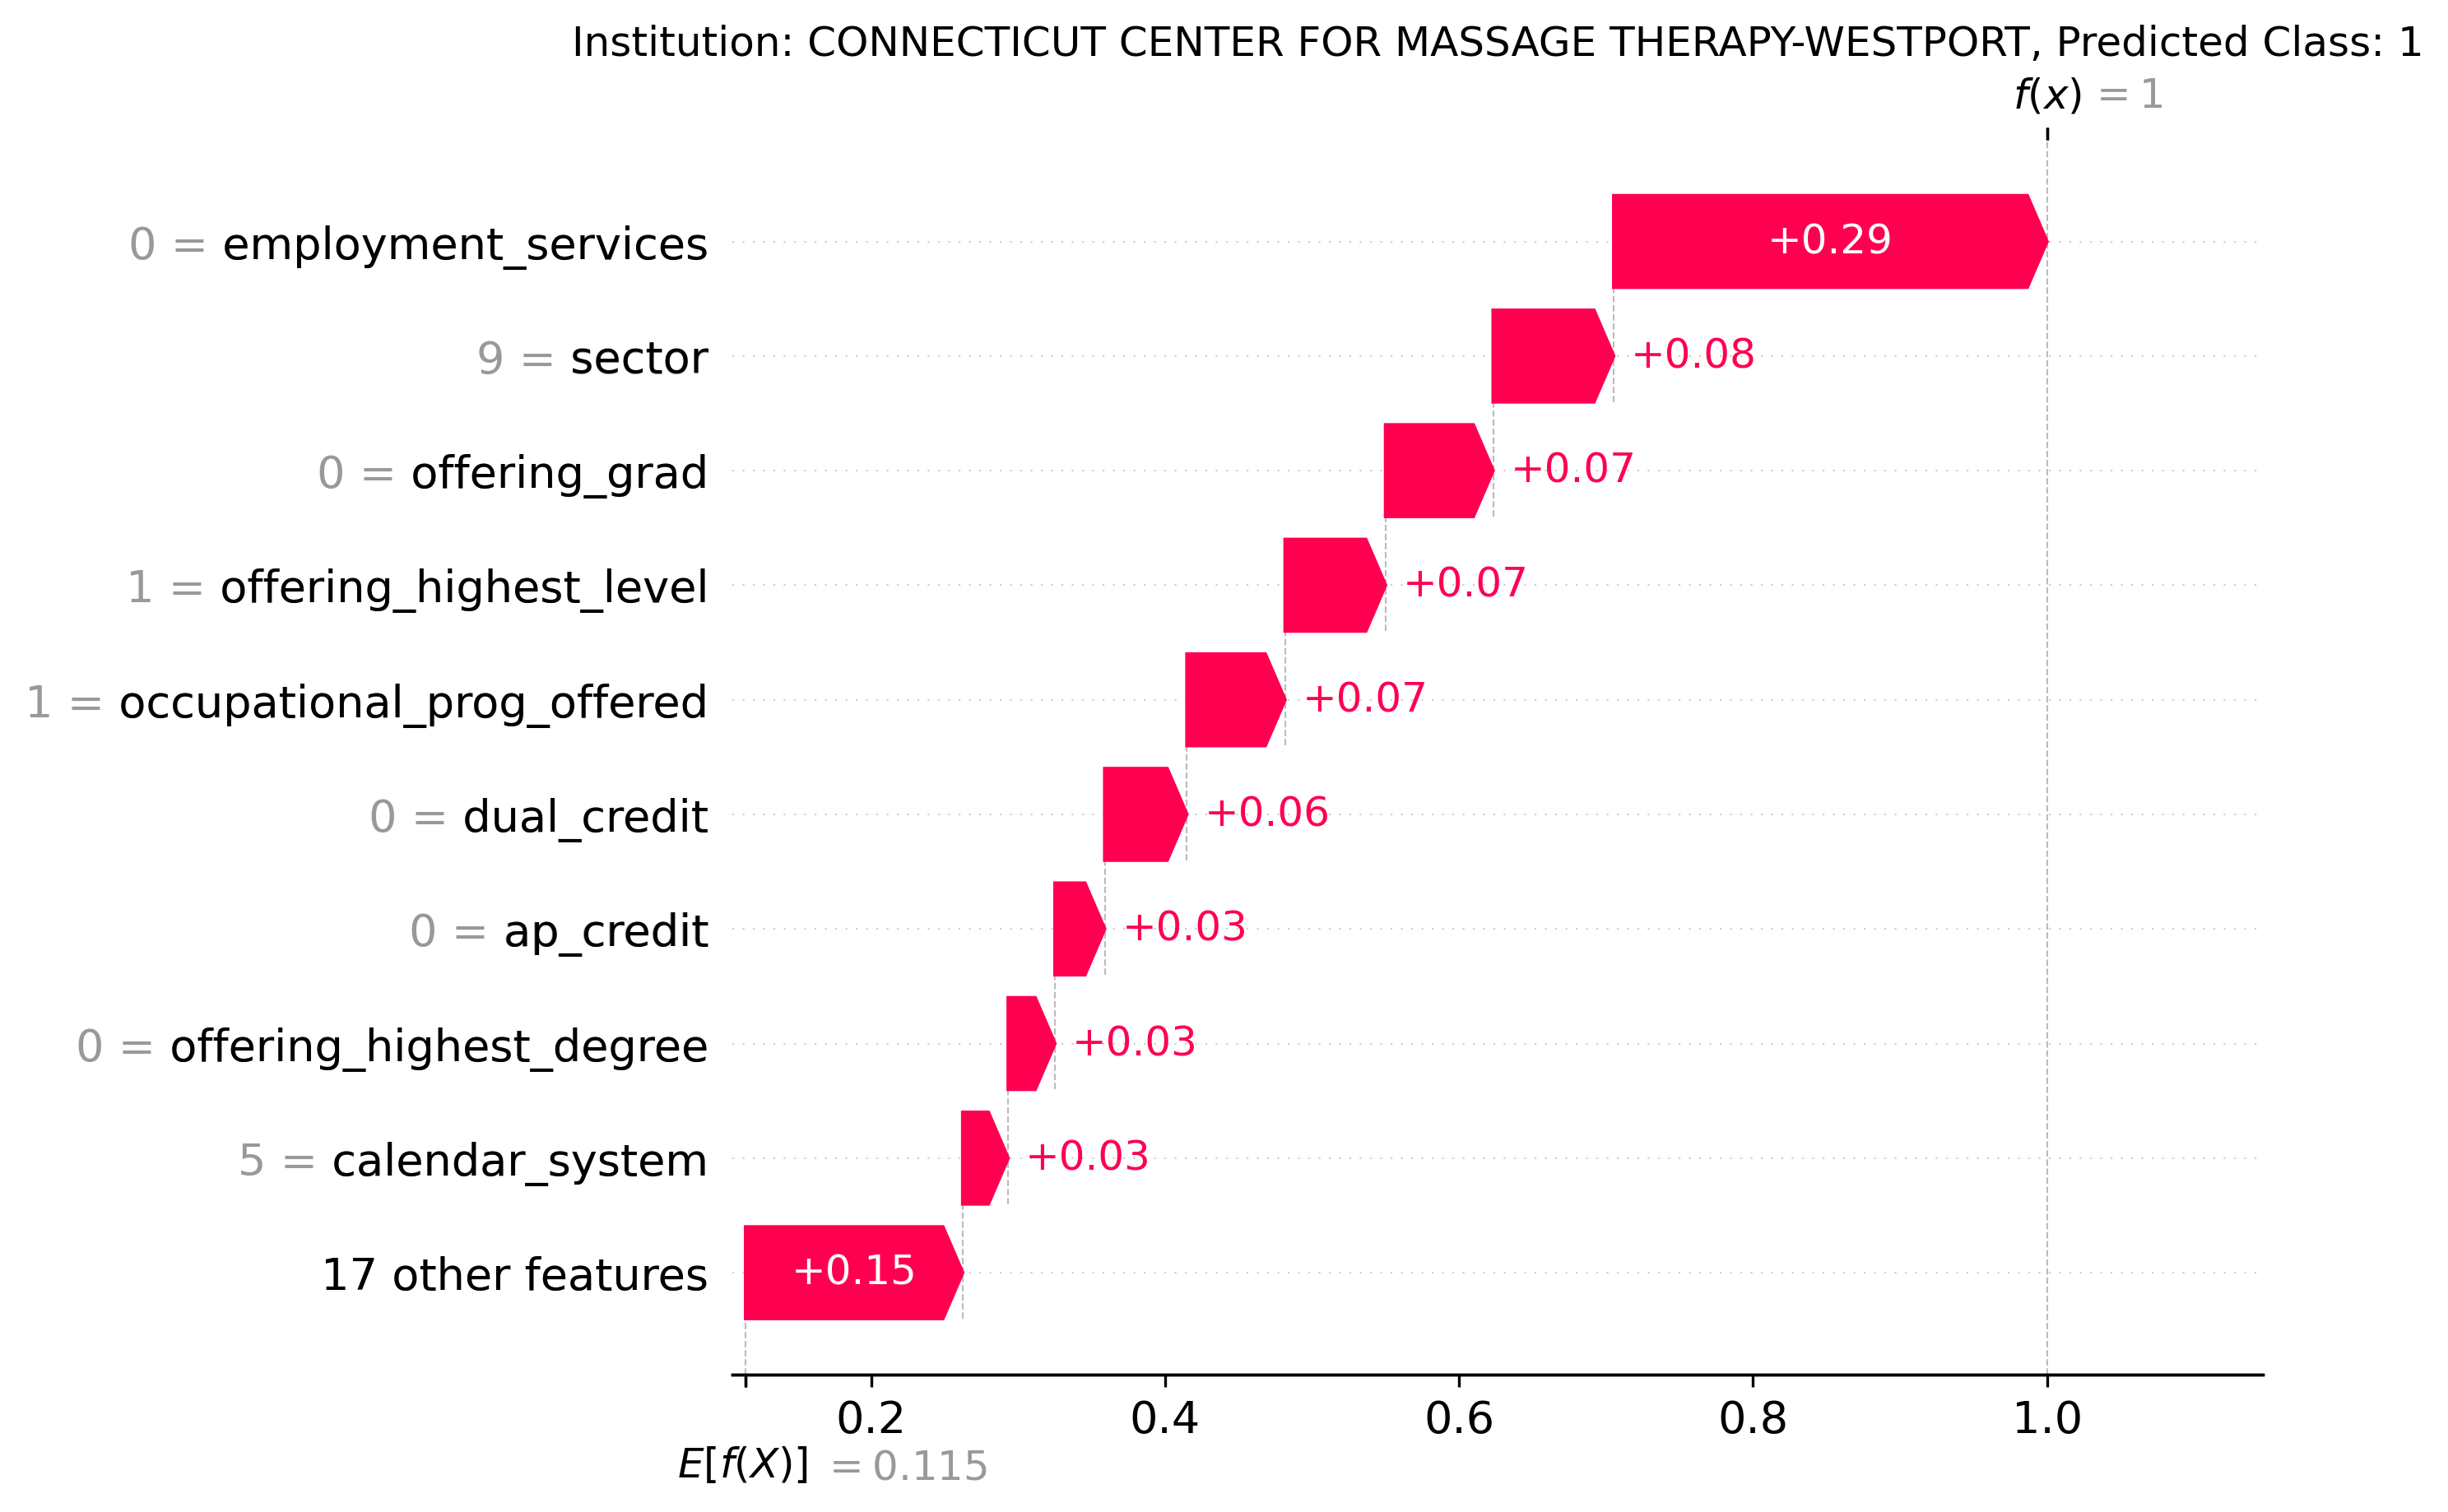 Institution: CONNECTICUT CENTER FOR MASSAGE THERAPY-WESTPORT, Predicted Class: 1
f(x) = 1
0 = employment_services +0.29
9 = sector +0.08
0 = offering_grad +0.07
1 = offering_highest_level +0.07
1 = occupational_prog_offered +0.07
0 = dual_credit +0.06
0 = ap_credit +0.03
0 = offering_highest_degree +0.03
5 = calendar_system +0.03
17 other features +0.15
0.2 0.4 0.6 0.8 1.0
E[f(X)] = 0.115